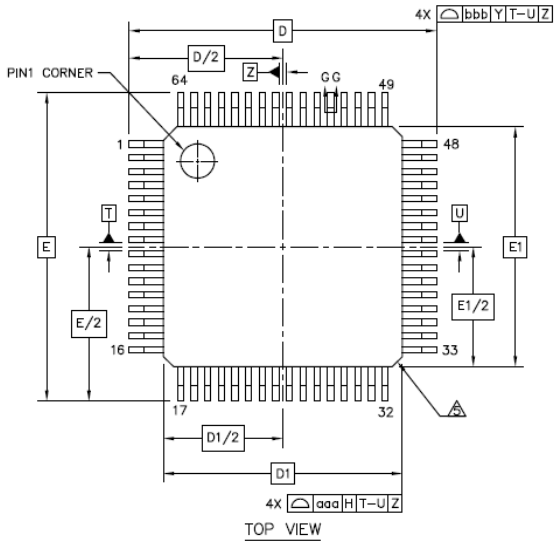 4X ⌓ bbb Y T-U Z
D
D/2
Z
PIN1 CORNER
64
G G
49
1
48
T
U
E
E1
E/2
E1/2
16
33
17
32
5
D1/2
D1
4X ⌓ aaa H T-U Z
TOP VIEW